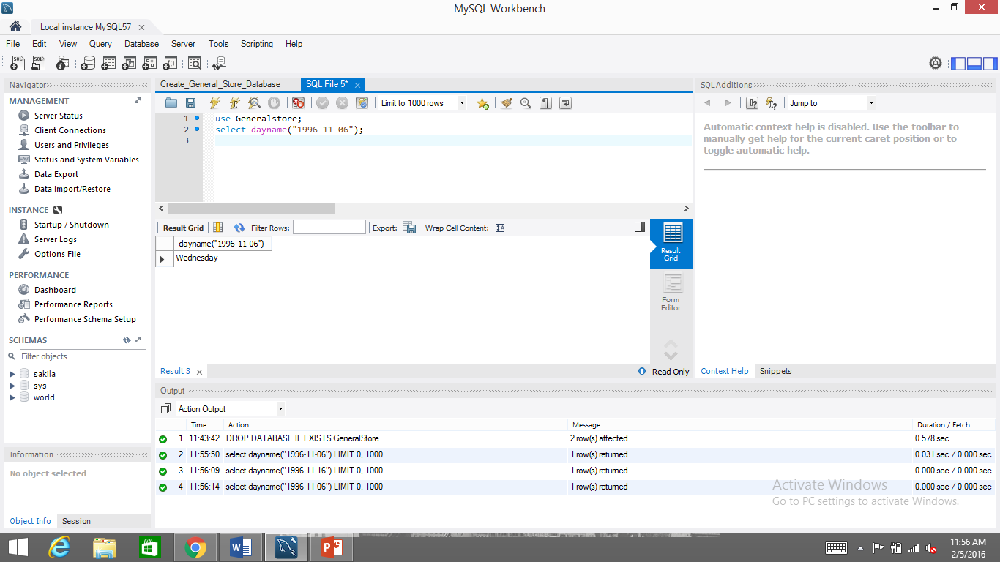 MySQL Workbench
Local instance MySQL57
File Edit View Query Database Server Tools Scripting Help
Navigator
MANAGEMENT
Server Status
Client Connections
Users and Privileges
Status and System Variables
Data Export
Data Import/Restore
INSTANCE
Startup / Shutdown
Server Logs
Options File
PERFORMANCE
Dashboard
Performance Reports
Performance Schema Setup
SCHEMAS
Filter objects
sakila
sys
world
Information
No object selected
Object Info Session
Create_General_Store_Database SQL File 5*
Limit to 1000 rows
1 use Generalstore;
2 select dayname("1996-11-06");
3
Result Grid Filter Rows: Export: Wrap Cell Content:
dayname("1996-11-06")
Wednesday
Result Grid
Form Editor
Result 3 Read Only
SQLAdditions
Jump to
Automatic context help is disabled. Use the toolbar to
manually get help for the current caret position or to
toggle automatic help.
Context Help Snippets
Output
Action Output
Time Action Message Duration / Fetch
1 11:43:42 DROP DATABASE IF EXISTS GeneralStore 2 row(s) affected 0.578 sec
2 11:55:50 select dayname("1996-11-06") LIMIT 0, 1000 1 row(s) returned 0.031 sec / 0.000 sec
3 11:56:09 select dayname("1996-11-16") LIMIT 0, 1000 1 row(s) returned 0.000 sec / 0.000 sec
4 11:56:14 select dayname("1996-11-06") LIMIT 0, 1000 1 row(s) returned 0.000 sec / 0.000 sec
Activate Windows
Go to PC settings to activate Windows.
11:56 AM
2/5/2016